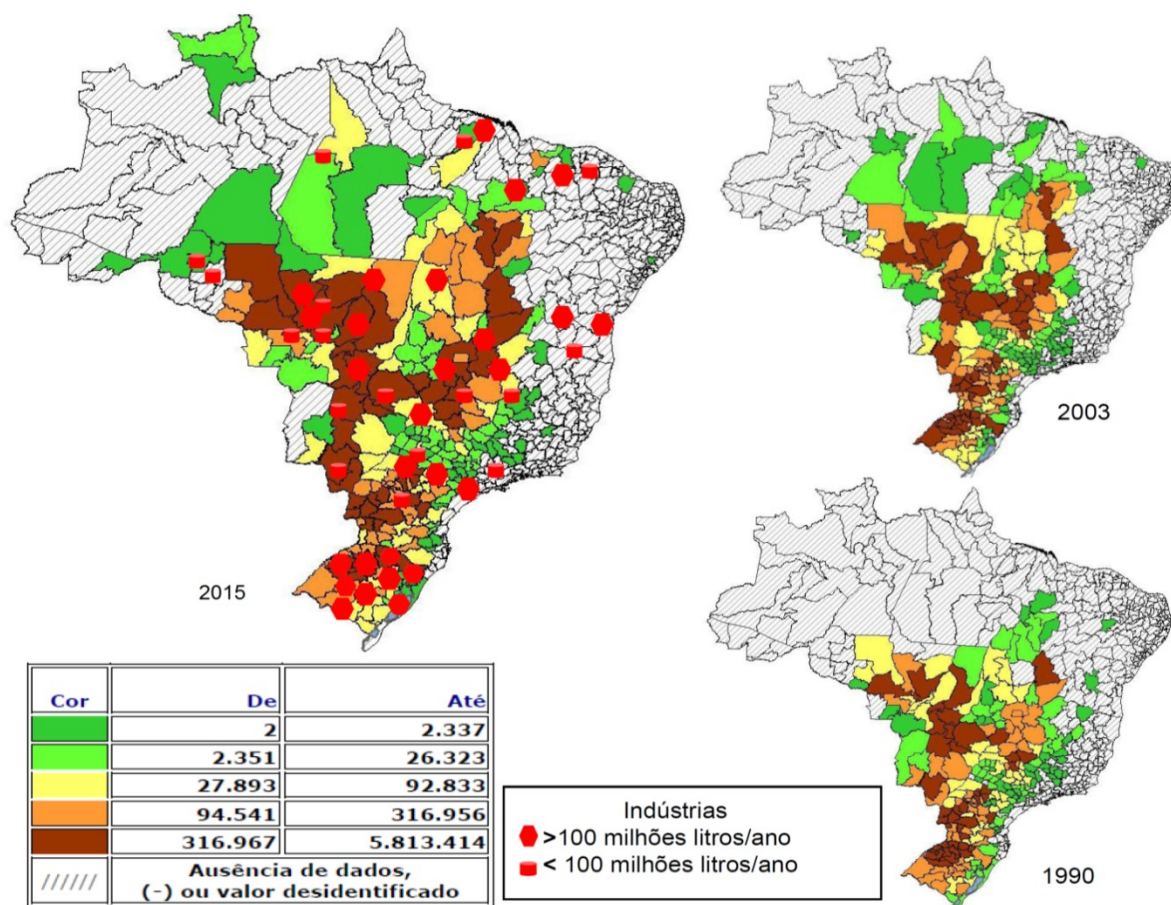 2015
2003
1990
Cor De Até
2 2.337
2.351 26.323
27.893 92.833
94.541 316.956
316.967 5.813.414
////// Ausência de dados,
(-) ou valor desidentificado
Indústrias
>100 milhões litros/ano
< 100 milhões litros/ano